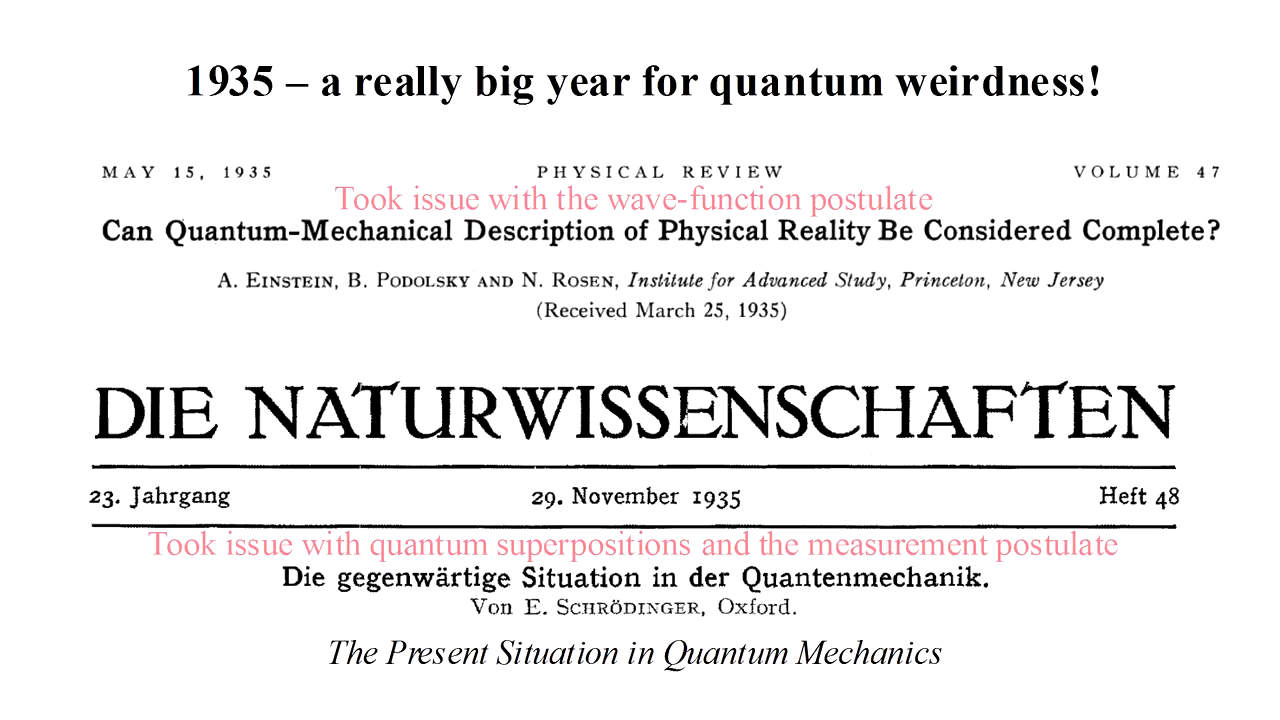 1935 – a really big year for quantum weirdness!
MAY 15, 1935 PHYSICAL REVIEW VOLUME 47
Took issue with the wave-function postulate
Can Quantum-Mechanical Description of Physical Reality Be Considered Complete?
A. EINSTEIN, B. PODOLSKY AND N. ROSEN, Institute for Advanced Study, Princeton, New Jersey
(Received March 25, 1935)
DIE NATURWISSENSCHAFTEN
23. Jahrgang 29. November 1935 Heft 48
Took issue with quantum superpositions and the measurement postulate
Die gegenwärtige Situation in der Quantenmechanik.
Von E. SCHRÖDINGER, Oxford.
The Present Situation in Quantum Mechanics